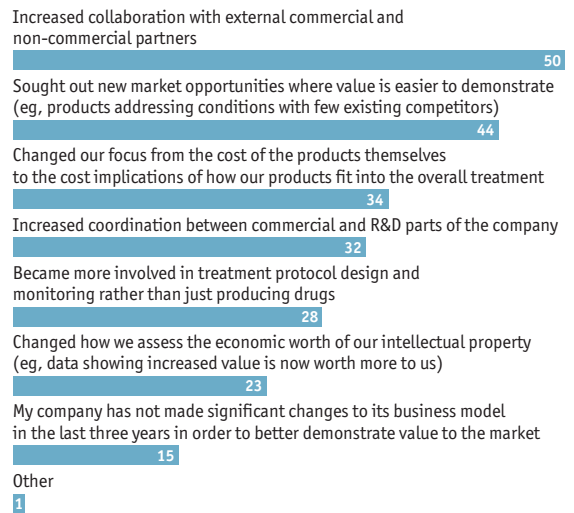 Increased collaboration with external commercial and
non-commercial partners
50
Sought out new market opportunities where value is easier to demonstrate
(eg, products addressing conditions with few existing competitors)
44
Changed our focus from the cost of the products themselves
to the cost implications of how our products fit into the overall treatment
34
Increased coordination between commercial and R&D parts of the company
32
Became more involved in treatment protocol design and
monitoring rather than just producing drugs
28
Changed how we assess the economic worth of our intellectual property
(eg, data showing increased value is now worth more to us)
23
My company has not made significant changes to its business model
in the last three years in order to better demonstrate value to the market
15
Other
1